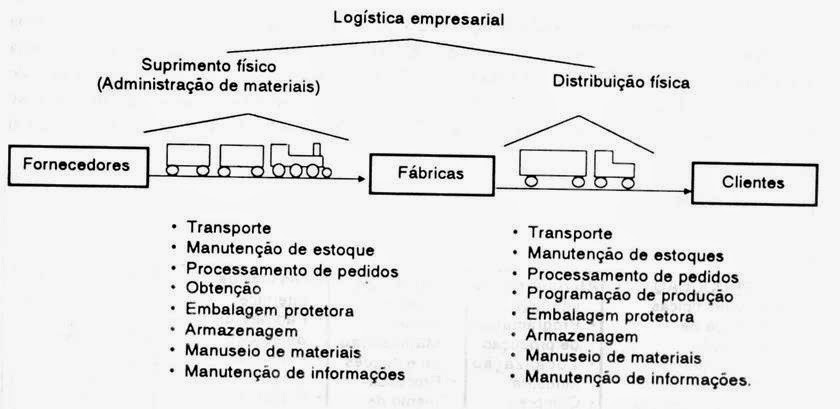 Logística empresarial
Suprimento físico
(Administração de materiais)
Distribuição física
Fornecedores
Fábricas
Clientes
• Transporte
• Manutenção de estoque
• Processamento de pedidos
• Obtenção
• Embalagem protetora
• Armazenagem
• Manuseio de materiais
• Manutenção de informações
• Transporte
• Manutenção de estoques
• Processamento de pedidos
• Programação de produção
• Embalagem protetora
• Armazenagem
• Manuseio de materiais
• Manutenção de informações.